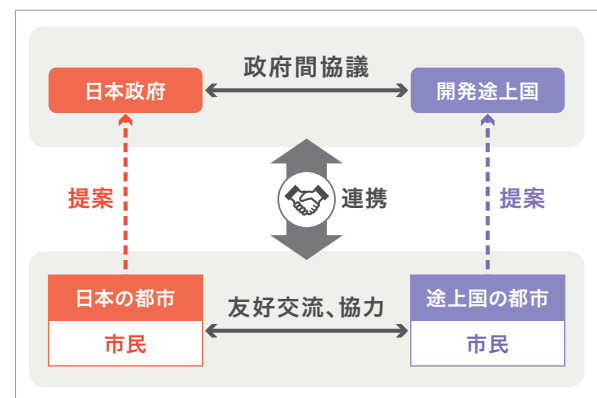 政府間協議
日本政府
開発途上国
提案
連携
提案
日本の都市
市民
友好交流、協力
途上国の都市
市民